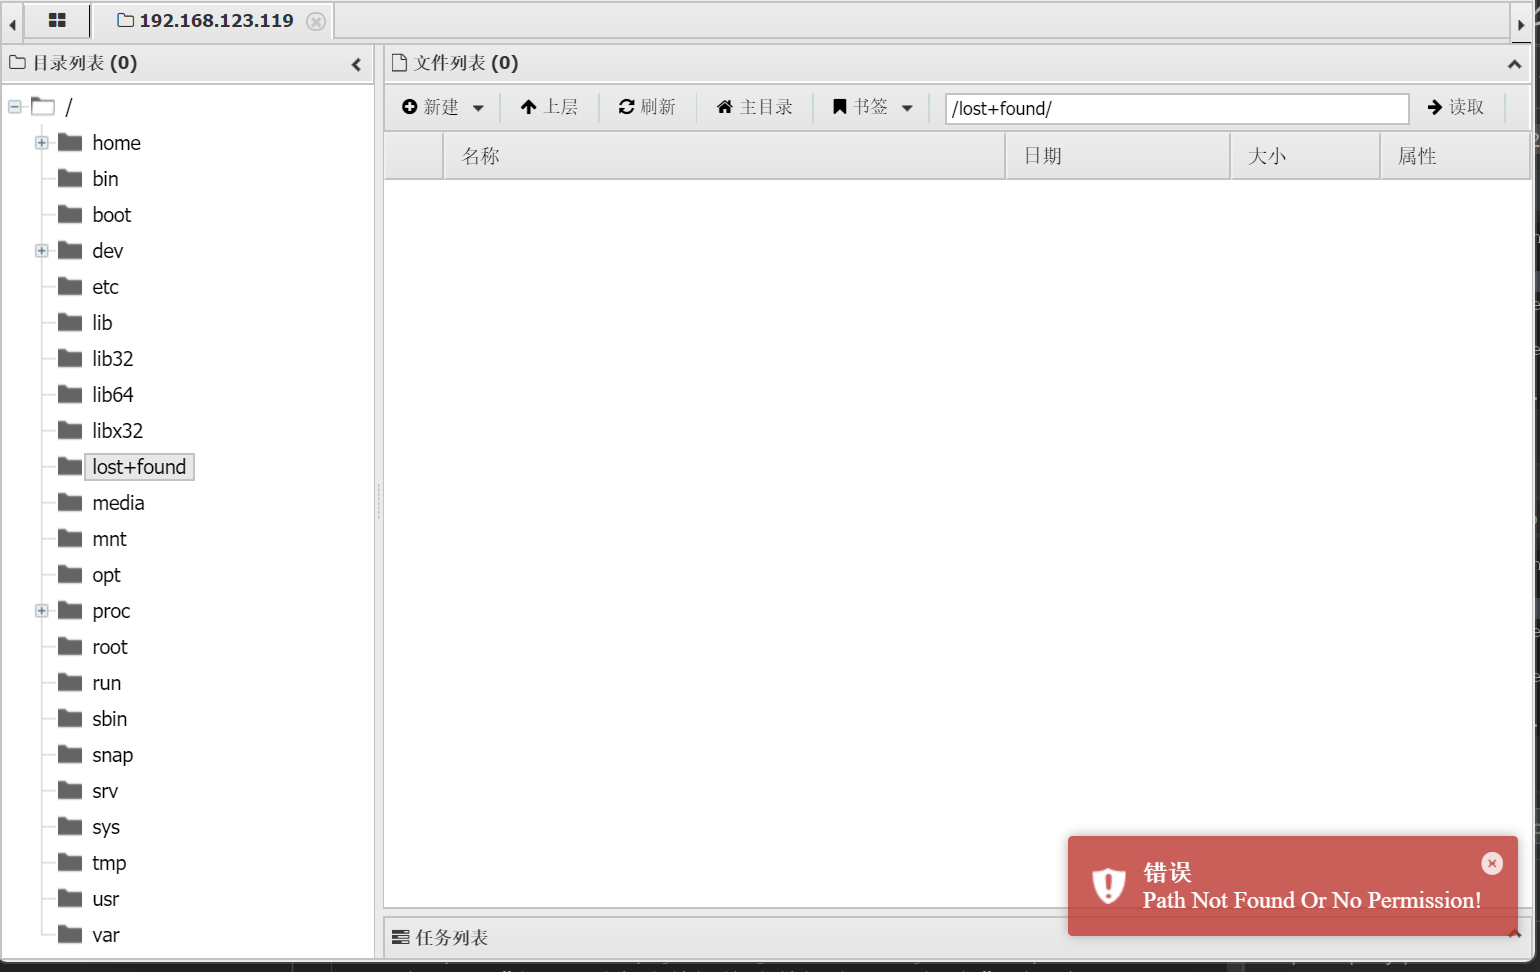 192.168.123.119
目录列表 (0)
/
home
bin
boot
dev
etc
lib
lib32
lib64
libx32
lost+found
media
mnt
opt
proc
root
run
sbin
snap
srv
sys
tmp
usr
var
文件列表 (0)
新建 上层 刷新 主目录 书签 /lost+found/ 读取
名称 日期 大小 属性
错误
Path Not Found Or No Permission!
任务列表